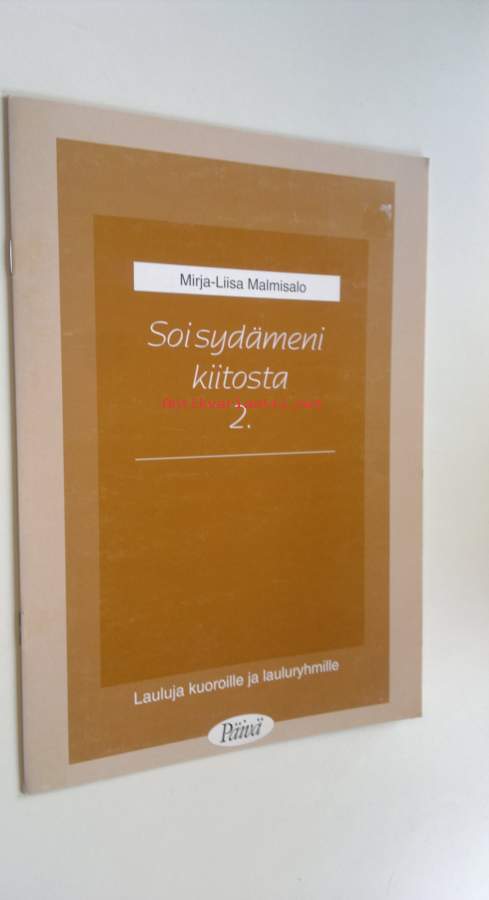 Mirja-Liisa Malmisalo
Soi sydämeni
kiitosta
2.
Lauluja kuoroille ja lauluryhmille
Päivä